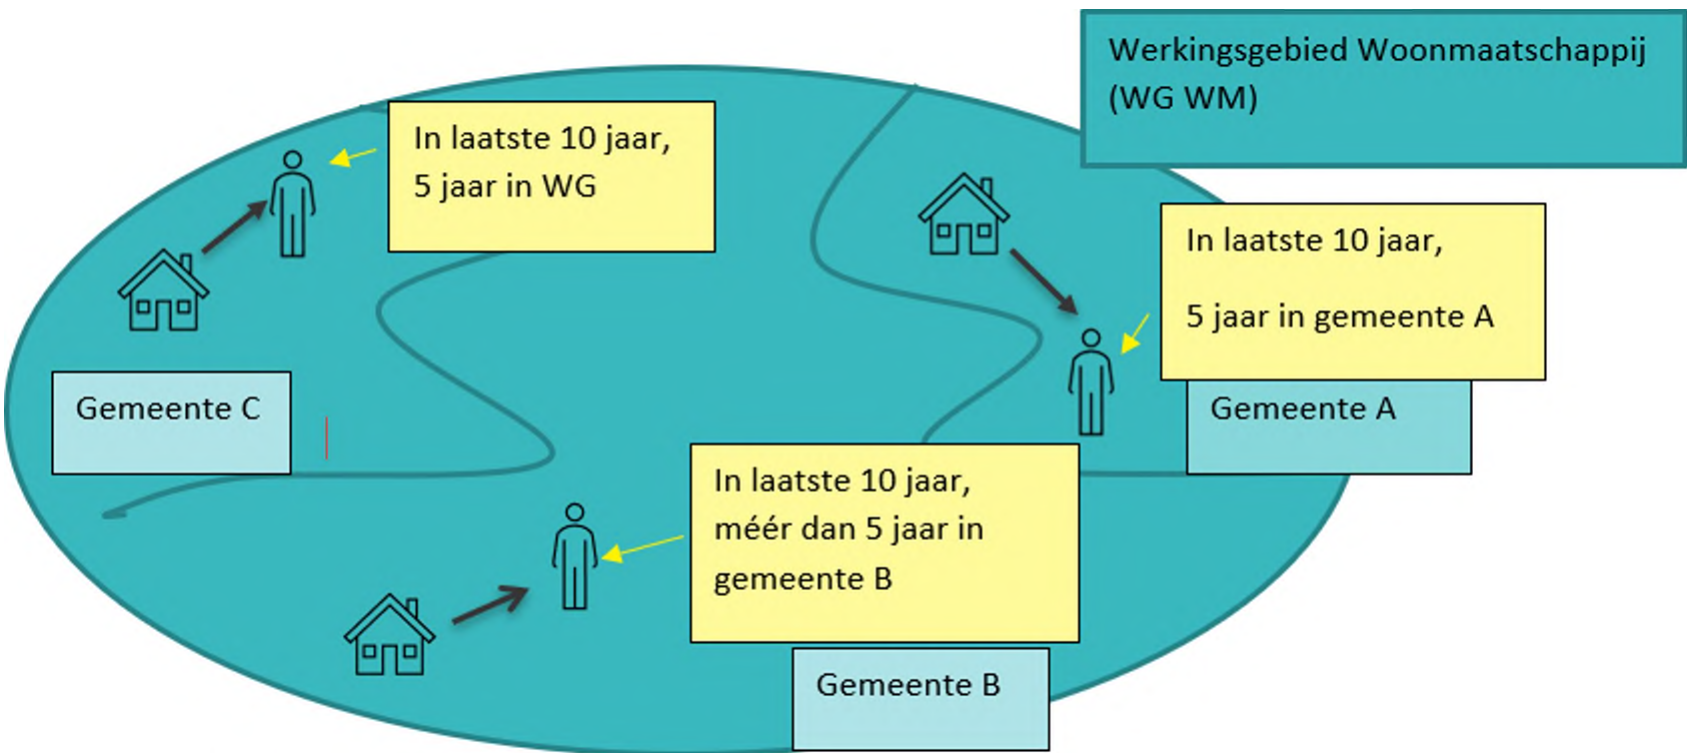 Werkingsgebied Woonmaatschappij
(WG WM)
In laatste 10 jaar,
5 jaar in WG
In laatste 10 jaar,
5 jaar in gemeente A
Gemeente C
Gemeente A
In laatste 10 jaar,
méér dan 5 jaar in
gemeente B
Gemeente B